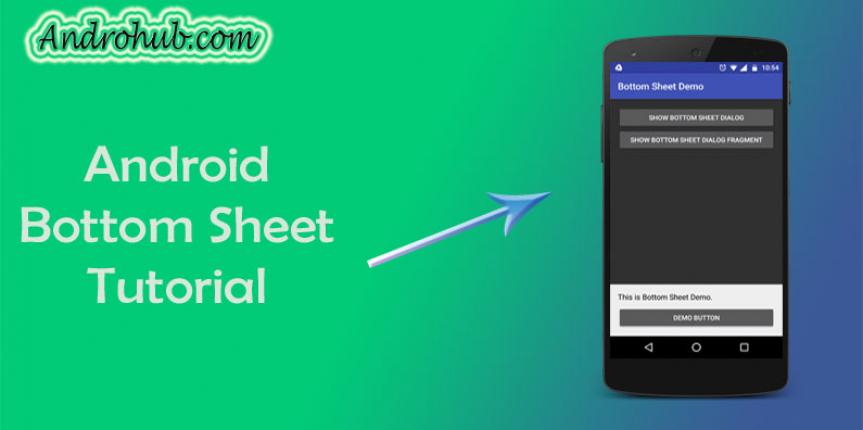 Androhub.com
Android
Bottom Sheet
Tutorial
10:54
Bottom Sheet Demo
SHOW BOTTOM SHEET DIALOG
SHOW BOTTOM SHEET DIALOG FRAGMENT
This is Bottom Sheet Demo.
DEMO BUTTON